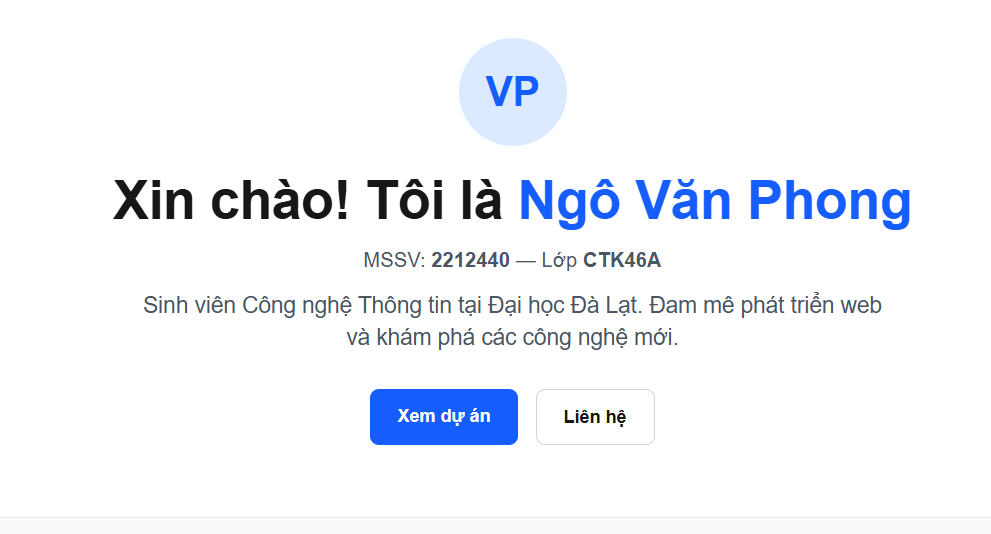 VP
Xin chào! Tôi là Ngô Văn Phong
MSSV: 2212440 — Lớp CTK46A
Sinh viên Công nghệ Thông tin tại Đại học Đà Lạt. Đam mê phát triển web
và khám phá các công nghệ mới.
Xem dự án
Liên hệ